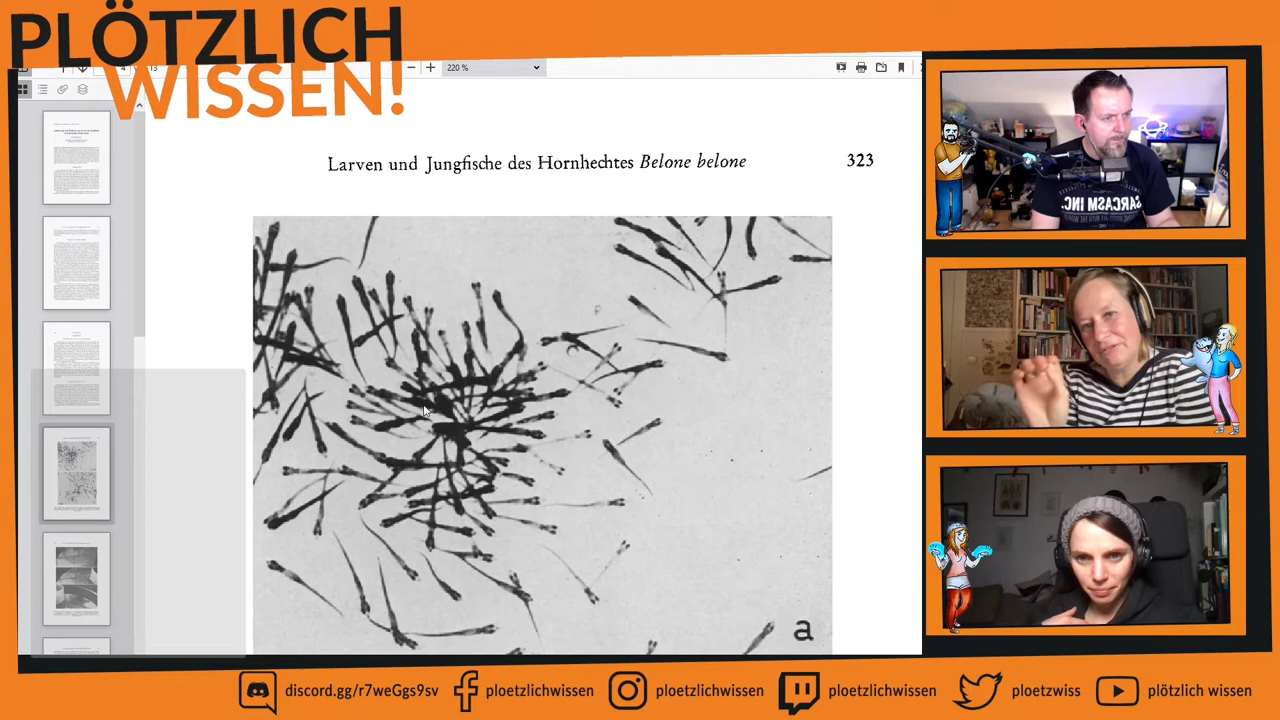 PLÖTZLICH
WISSEN!
220 %
Larven und Jungfische des Hornhechtes Belone belone
323
SARCASM INC.
a
discord.gg/r7weGgs9sv
ploetzlichwissen
ploetzlichwissen
ploetzlichwissen
ploetzwiss
plötzlich wissen